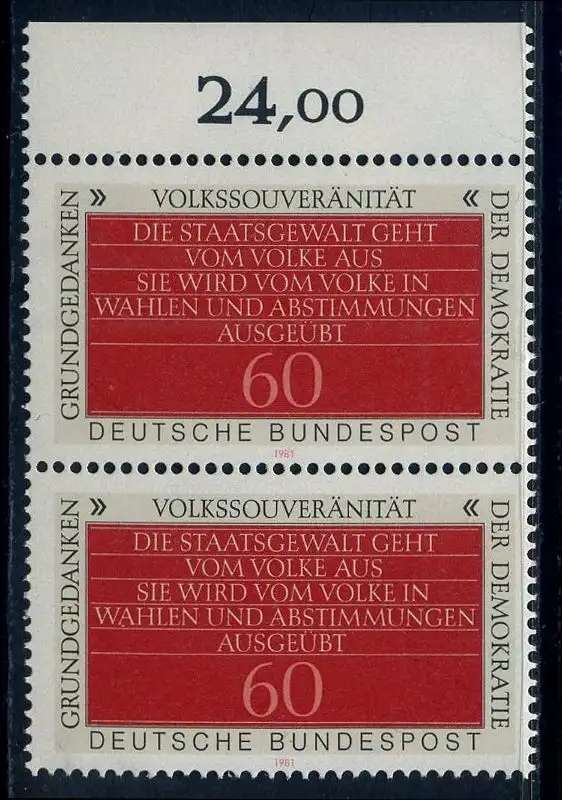 24,00
» VOLKSSOUVERÄNITÄT «
GRUNDGEDANKEN
DER DEMOKRATIE
DIE STAATSGEWALT GEHT
VOM VOLKE AUS
SIE WIRD VOM VOLKE IN
WAHLEN UND ABSTIMMUNGEN
AUSGEÜBT
60
DEUTSCHE BUNDESPOST
1981
» VOLKSSOUVERÄNITÄT «
GRUNDGEDANKEN
DER DEMOKRATIE
DIE STAATSGEWALT GEHT
VOM VOLKE AUS
SIE WIRD VOM VOLKE IN
WAHLEN UND ABSTIMMUNGEN
AUSGEÜBT
60
DEUTSCHE BUNDESPOST
1981